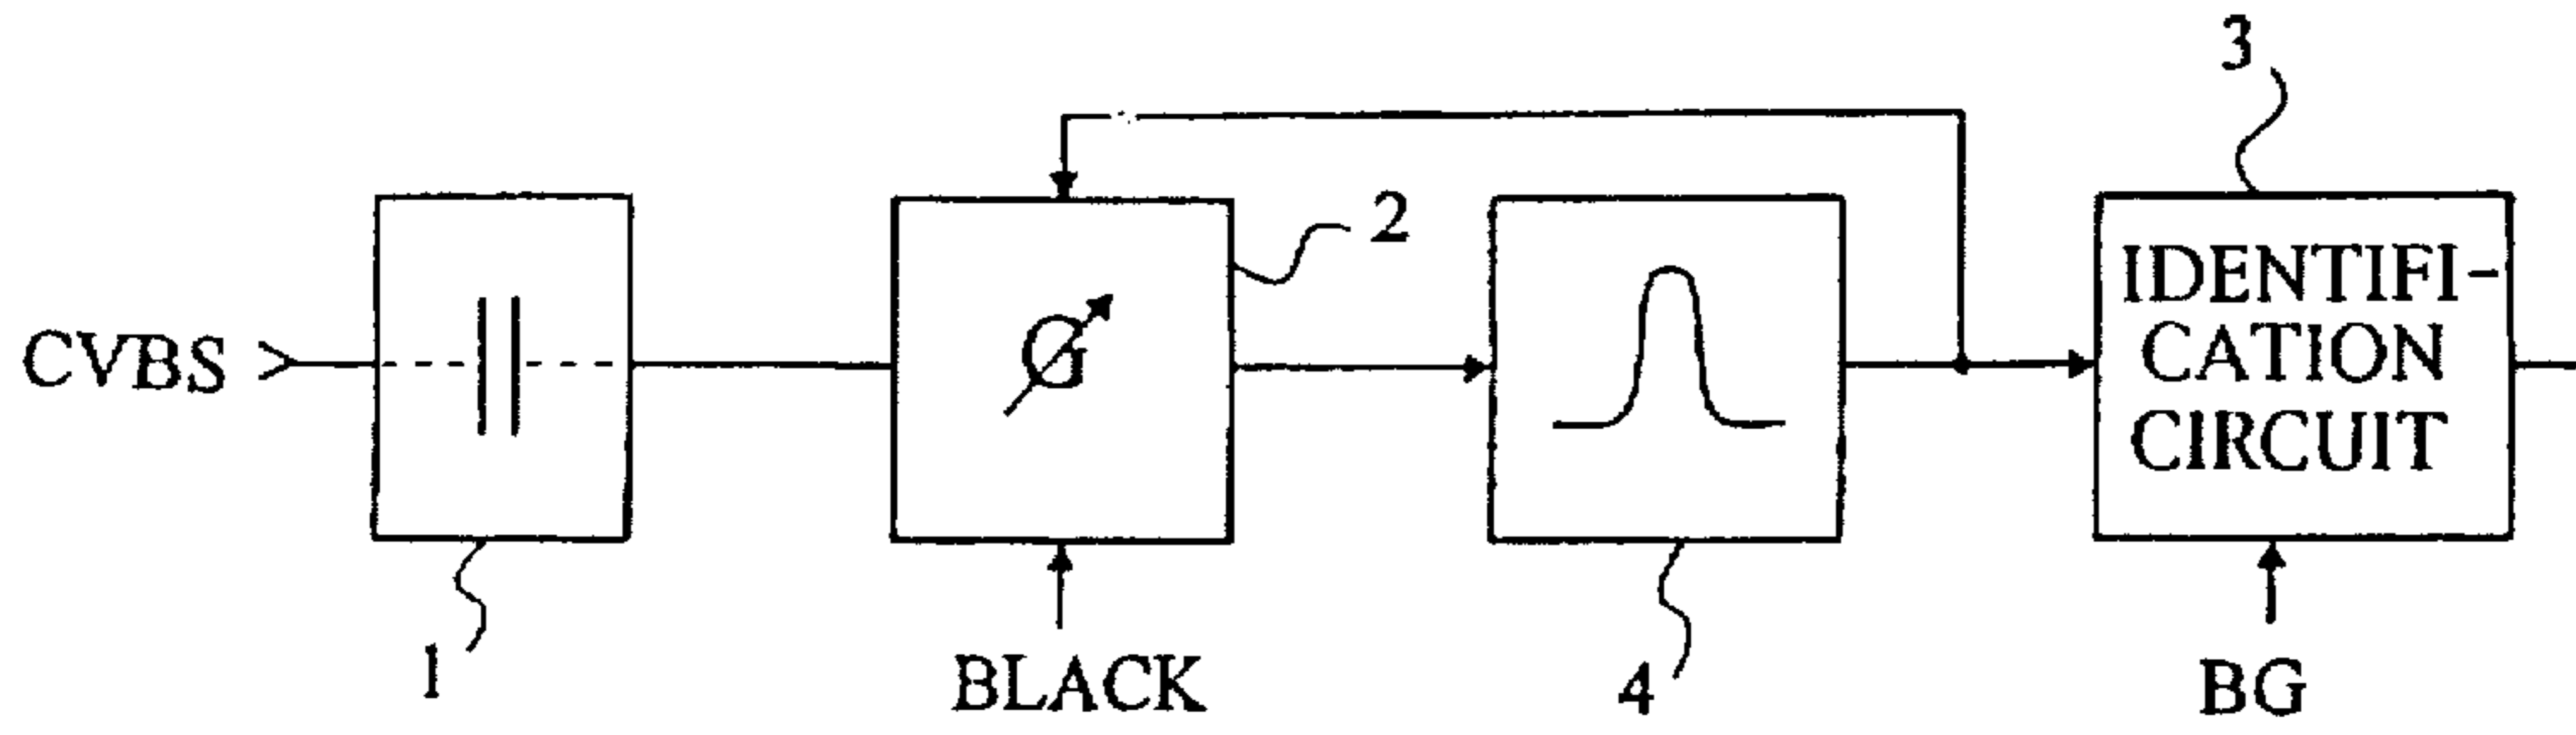 3
2
CVBS
G
IDENTIFI-
CATION
CIRCUIT
1
BLACK
4
BG